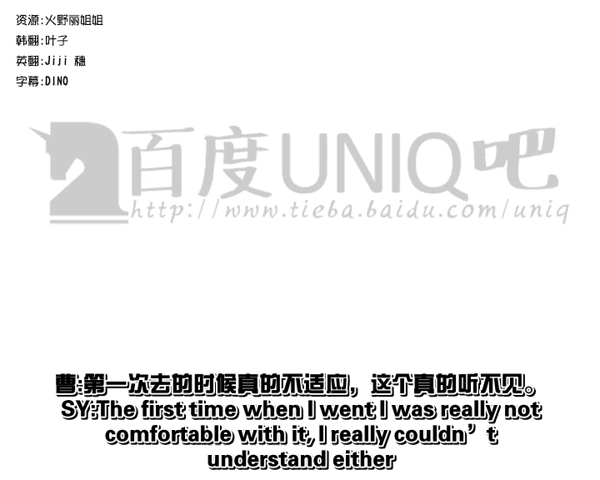 资源:火野丽姐姐
韩翻:叶子
英翻:Jiji 穗
字幕:DINO
百度UNIQ吧
http://www.tieba.baidu.com/uniq
曹:第一次去的时候真的不适应，这个真的听不见。
SY:The first time when I went I was really not
comfortable with it, I really couldn’t
understand either